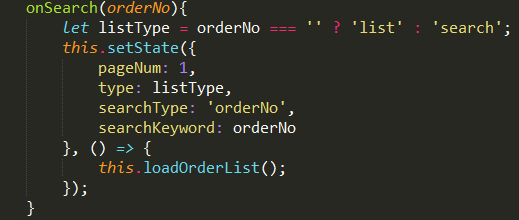 onSearch(orderNo){
    let listType = orderNo === '' ? 'list' : 'search';
    this.setState({
        pageNum: 1,
        type: listType,
        searchType: 'orderNo',
        searchKeyword: orderNo
    }, () => {
        this.loadOrderList();
    });
}